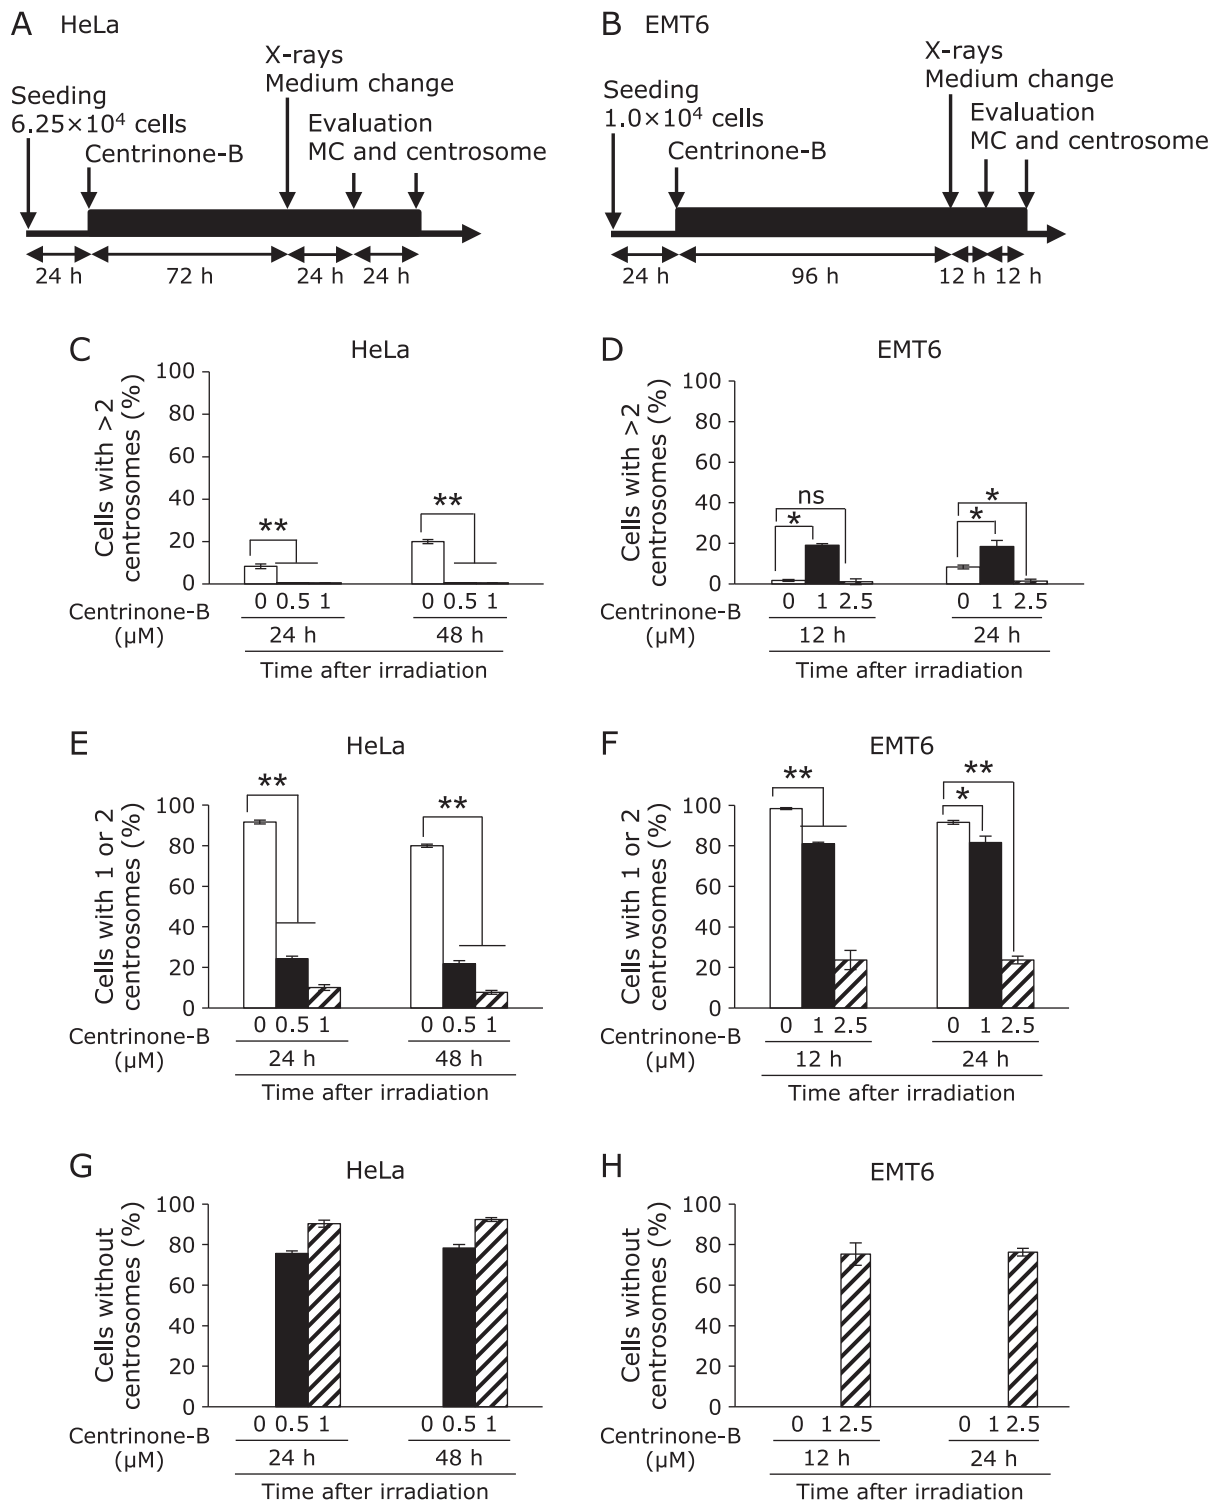 A HeLa
X-rays
Medium change
Seeding
6.25×10⁴ cells
Evaluation
MC and centrosome
Centrinone-B
24 h 72 h 24 h 24 h
B EMT6
X-rays
Medium change
Seeding
1.0×10⁴ cells
Evaluation
MC and centrosome
Centrinone-B
24 h 96 h 12 h 12 h
C HeLa
Cells with >2
centrosomes (%)
100
80
60
40
20
0
** **
Centrinone-B
(µM)
0 0.5 1 0 0.5 1
24 h 48 h
Time after irradiation
D EMT6
Cells with >2
centrosomes (%)
100
80
60
40
20
0
ns
*
*
*
Centrinone-B
(µM)
0 1 2.5 0 1 2.5
12 h 24 h
Time after irradiation
E HeLa
Cells with 1 or 2
centrosomes (%)
100
80
60
40
20
0
** **
Centrinone-B
(µM)
0 0.5 1 0 0.5 1
24 h 48 h
Time after irradiation
F EMT6
Cells with 1 or 2
centrosomes (%)
100
80
60
40
20
0
** **
*
Centrinone-B
(µM)
0 1 2.5 0 1 2.5
12 h 24 h
Time after irradiation
G HeLa
Cells without
centrosomes (%)
100
80
60
40
20
0
Centrinone-B
(µM)
0 0.5 1 0 0.5 1
24 h 48 h
Time after irradiation
H EMT6
Cells without
centrosomes (%)
100
80
60
40
20
0
Centrinone-B
(µM)
0 1 2.5 0 1 2.5
12 h 24 h
Time after irradiation